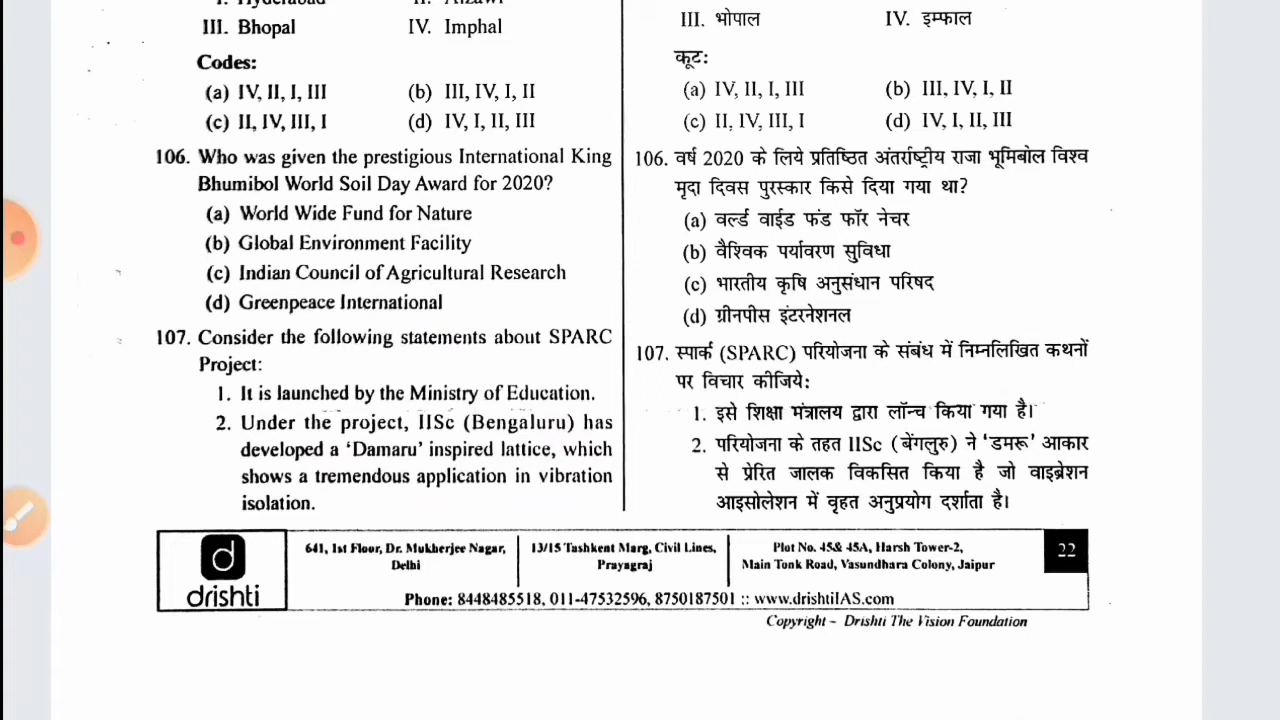 I. Hyderabad II. Aizawl
III. Bhopal IV. Imphal
Codes:
(a) IV, II, I, III (b) III, IV, I, II
(c) II, IV, III, I (d) IV, I, II, III
106. Who was given the prestigious International King
Bhumibol World Soil Day Award for 2020?
(a) World Wide Fund for Nature
(b) Global Environment Facility
(c) Indian Council of Agricultural Research
(d) Greenpeace International
107. Consider the following statements about SPARC
Project:
1. It is launched by the Ministry of Education.
2. Under the project, IISc (Bengaluru) has
developed a ‘Damaru’ inspired lattice, which
shows a tremendous application in vibration
isolation.
III. भोपाल IV. इम्फाल
कूट:
(a) IV, II, I, III (b) III, IV, I, II
(c) II, IV, III, I (d) IV, I, II, III
106. वर्ष 2020 के लिये प्रतिष्ठित अंतर्राष्ट्रीय राजा भूमिबोल विश्व
मृदा दिवस पुरस्कार किसे दिया गया था?
(a) वर्ल्ड वाईड फंड फॉर नेचर
(b) वैश्विक पर्यावरण सुविधा
(c) भारतीय कृषि अनुसंधान परिषद
(d) ग्रीनपीस इंटरनेशनल
107. स्पार्क (SPARC) परियोजना के संबंध में निम्नलिखित कथनों
पर विचार कीजिये:
1. इसे शिक्षा मंत्रालय द्वारा लॉन्च किया गया है।
2. परियोजना के तहत IISc (बेंगलुरु) ने ‘डमरू’ आकार
से प्रेरित जालक विकसित किया है जो वाइब्रेशन
आइसोलेशन में वृहत अनुप्रयोग दर्शाता है।
d
drishti
641, 1st Floor, Dr. Mukherjee Nagar,
Delhi
13/15 Tashkent Marg, Civil Lines,
Prayagraj
Plot No. 45& 45A, Harsh Tower-2,
Main Tonk Road, Vasundhara Colony, Jaipur
22
Phone: 8448485518, 011-47532596, 8750187501 :: www.drishtiIAS.com
Copyright – Drishti The Vision Foundation